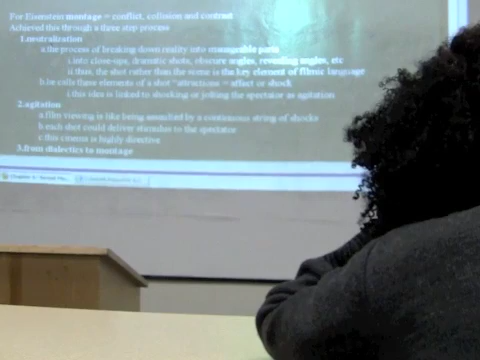 For Eisenstein montage = conflict, collision and contrast
Achieved this through a three step process
1.neutralization
a.the process of breaking down reality into manageable parts
i.into close-ups, dramatic shots, obscure angles, revealing angles, etc
ii.thus, the shot rather than the scene is the key element of filmic language
b.he calls these elements of a shot "attractions = affect or shock
i.this idea is linked to shocking or jolting the spectator as agitation
2.agitation
a.film viewing is like being assaulted by a continuous string of shocks
b.each shot could deliver stimulus to the spectator
c.this cinema is highly directive
3.from dialectics to montage